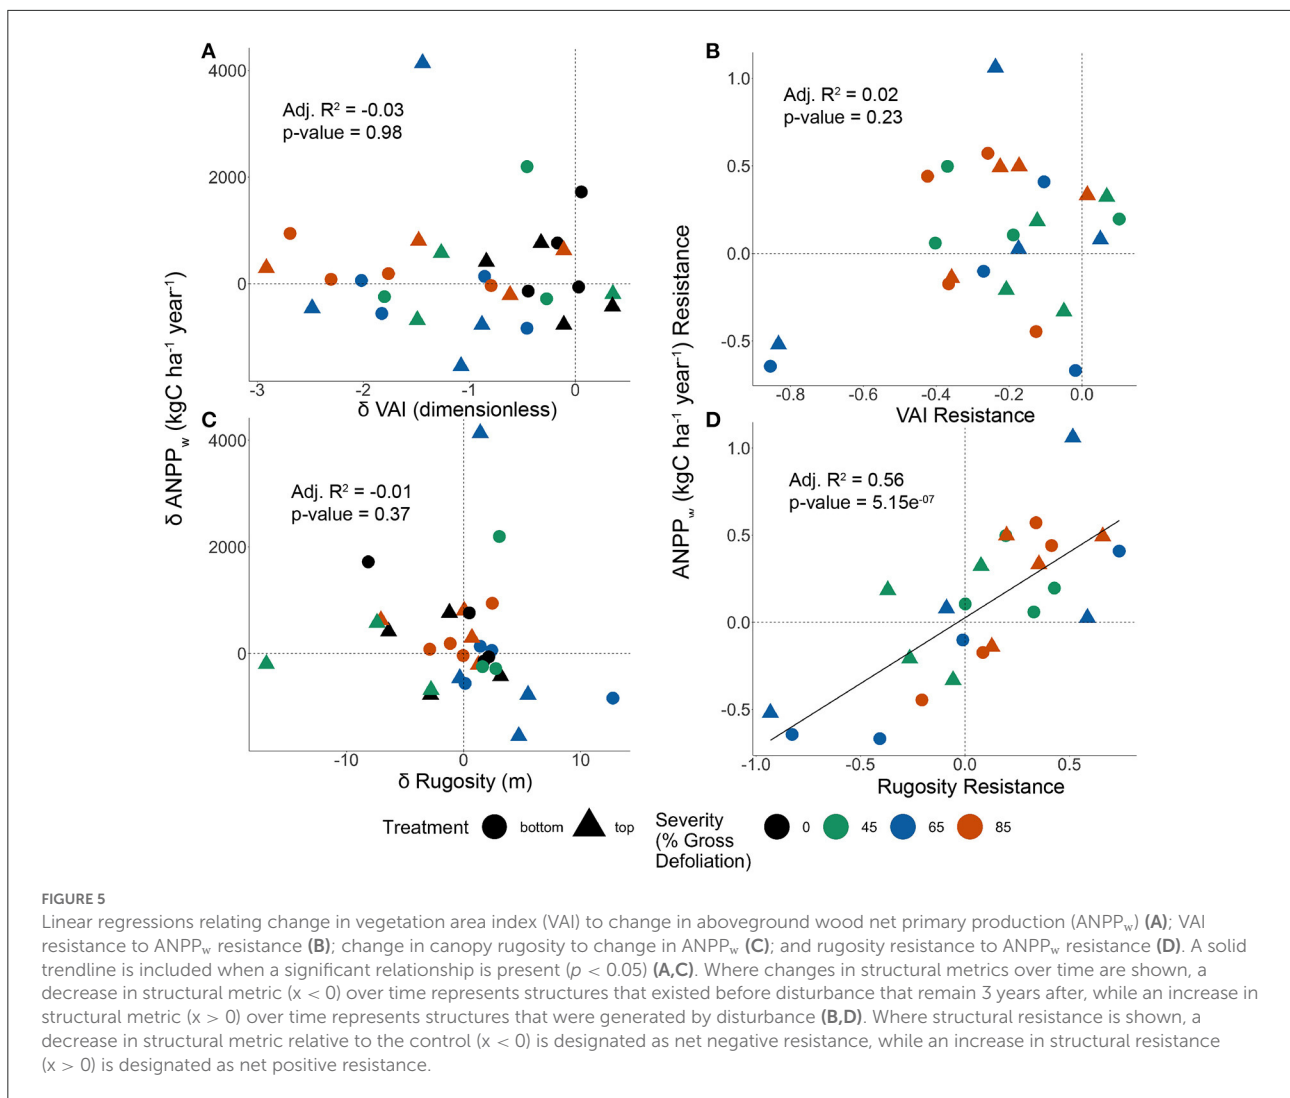 A
Adj. R² = -0.03
p-value = 0.98
4000
2000
0
-3
-2
-1
0
δ VAI (dimensionless)
B
Adj. R² = 0.02
p-value = 0.23
1.0
0.5
0.0
-0.5
-0.8
-0.6
-0.4
-0.2
0.0
VAI Resistance
C
Adj. R² = -0.01
p-value = 0.37
4000
2000
0
-10
0
10
δ Rugosity (m)
δ ANPPw (kgC ha⁻¹ year⁻¹)
D
Adj. R² = 0.56
p-value = 5.15e⁻⁰⁷
1.0
0.5
0.0
-0.5
-1.0
-0.5
0.0
0.5
Rugosity Resistance
ANPPw (kgC ha⁻¹ year⁻¹) Resistance
Treatment bottom top
Severity
(% Gross
Defoliation)
0 45 65 85
FIGURE 5
Linear regressions relating change in vegetation area index (VAI) to change in aboveground wood net primary production (ANPPw) (A); VAI
resistance to ANPPw resistance (B); change in canopy rugosity to change in ANPPw (C); and rugosity resistance to ANPPw resistance (D). A solid
trendline is included when a significant relationship is present (p < 0.05) (A,C). Where changes in structural metrics over time are shown, a
decrease in structural metric (x < 0) over time represents structures that existed before disturbance that remain 3 years after, while an increase in
structural metric (x > 0) over time represents structures that were generated by disturbance (B,D). Where structural resistance is shown, a
decrease in structural metric relative to the control (x < 0) is designated as net negative resistance, while an increase in structural resistance
(x > 0) is designated as net positive resistance.